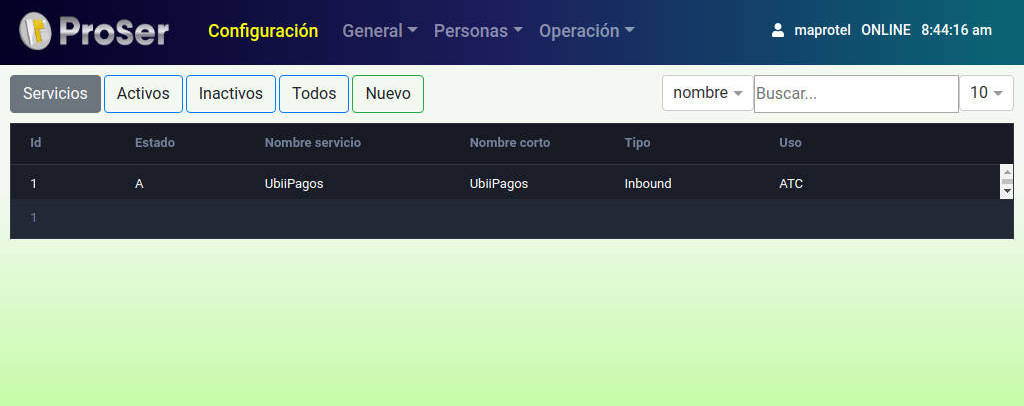 ProSer Configuración General Personas Operación maprotel ONLINE 8:44:16 am
Servicios Activos Inactivos Todos Nuevo nombre Buscar... 10
Id Estado Nombre servicio Nombre corto Tipo Uso
1 A UbiiPagos UbiiPagos Inbound ATC
1